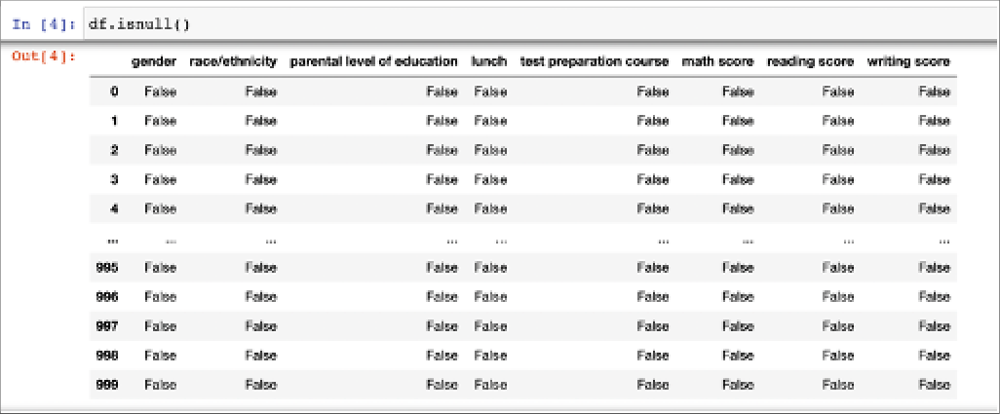 In [4]: df.isnull()
Out[4]:
gender race/ethnicity parental level of education lunch test preparation course math score reading score writing score
0 False False False False False False False False
1 False False False False False False False False
2 False False False False False False False False
3 False False False False False False False False
4 False False False False False False False False
... ... ... ... ... ... ... ... ...
995 False False False False False False False False
996 False False False False False False False False
997 False False False False False False False False
998 False False False False False False False False
999 False False False False False False False False